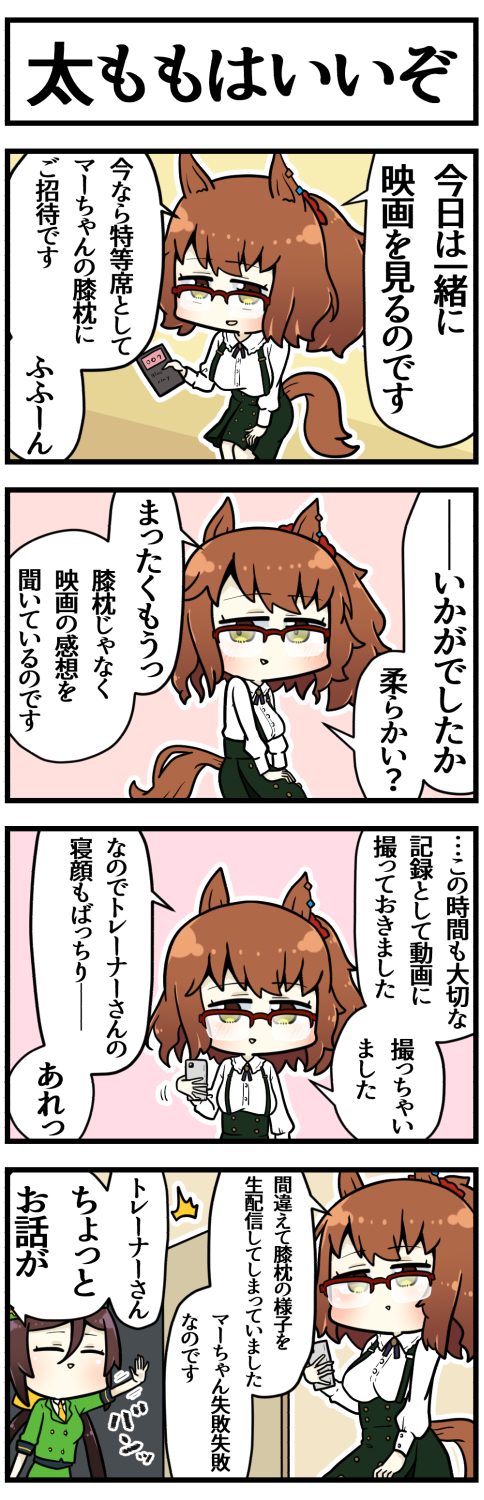 太ももはいいぞ
今日は一緒に
映画を見るのです
今なら特等席として
マーちゃんの膝枕に
ご招待です
ふふーん
――いかがでしたか
柔らかい?
まったくもうっ
膝枕じゃなく
映画の感想を
聞いているのです
…この時間も大切な
記録として動画に
撮っておきました
撮っちゃい
ました
なのでトレーナーさんの
寝顔もばっちり――
あれっ
間違えて膝枕の様子を
生配信してしまっていました
マーちゃん失敗失敗
なのです
トレーナーさん
ちょっと
お話が
バンッ